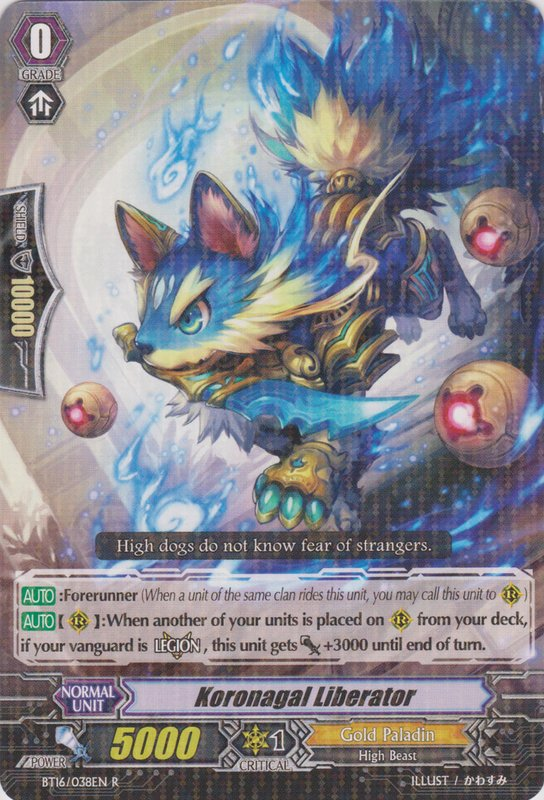 0
GRADE
SHIELD
10000
High dogs do not know fear of strangers.
AUTO :Forerunner (When a unit of the same clan rides this unit, you may call this unit to R )
AUTO 【 R 】:When another of your units is placed on R from your deck,
if your vanguard is LEGION , this unit gets +3000 until end of turn.
NORMAL
UNIT
Koronagal Liberator
POWER
5000
1
CRITICAL
Gold Paladin
High Beast
BT16/038EN R
ILLUST / かわすみ